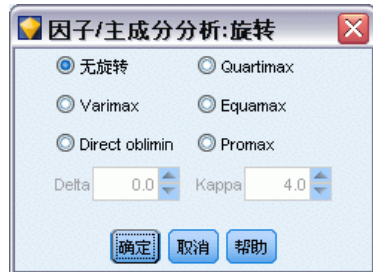 因子/主成分分析:旋转
无旋转 Quartimax
Varimax Equamax
Direct oblimin Promax
Delta 0.0 Kappa 4.0
确定 取消 帮助